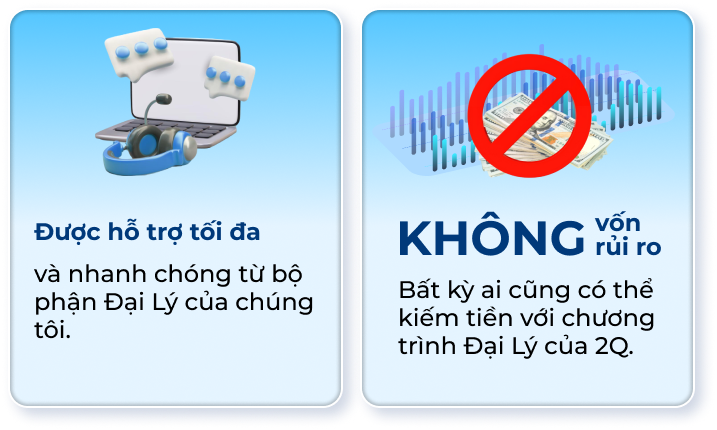 Được hỗ trợ tối đa
và nhanh chóng từ bộ
phận Đại Lý của chúng
tôi.
KHÔNG vốn
rủi ro
Bất kỳ ai cũng có thể
kiếm tiền với chương
trình Đại Lý của 2Q.